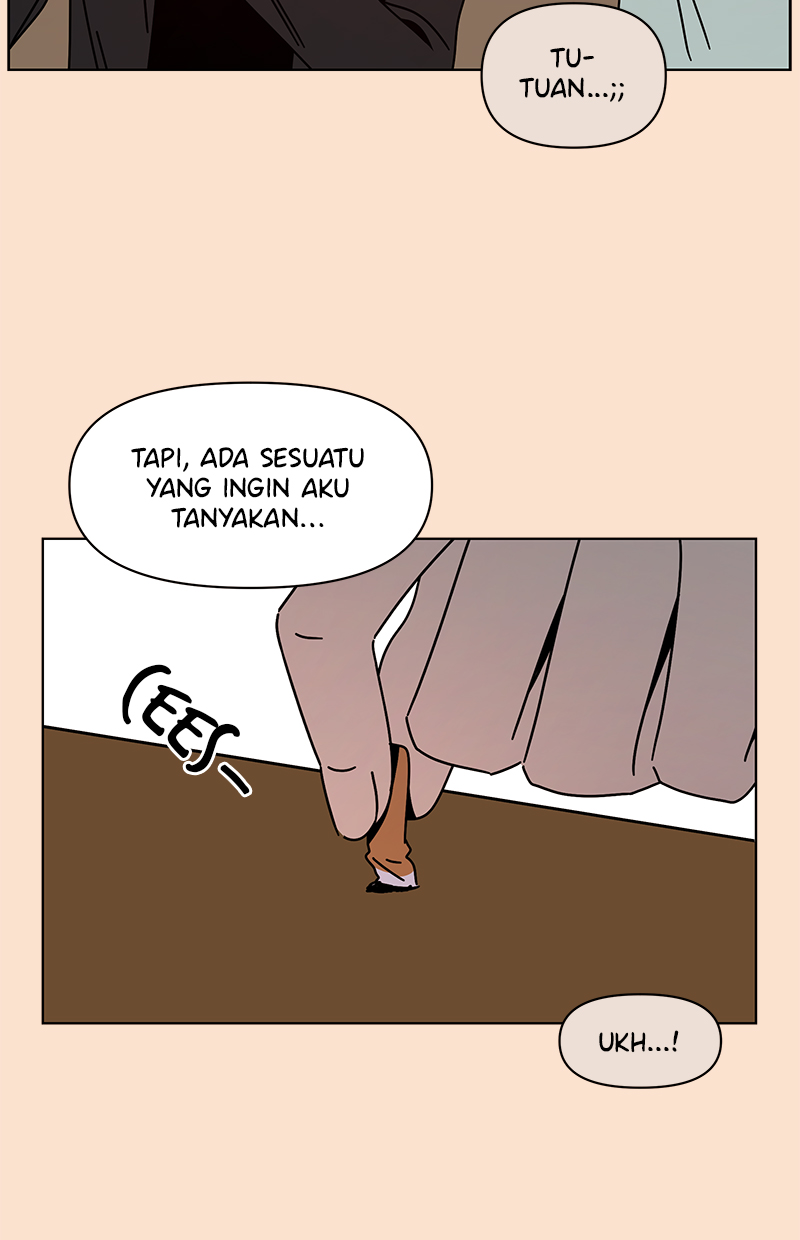 TU-
TUAN...;;
TAPI, ADA SESUATU
YANG INGIN AKU
TANYAKAN...
CEES-
UKH...!